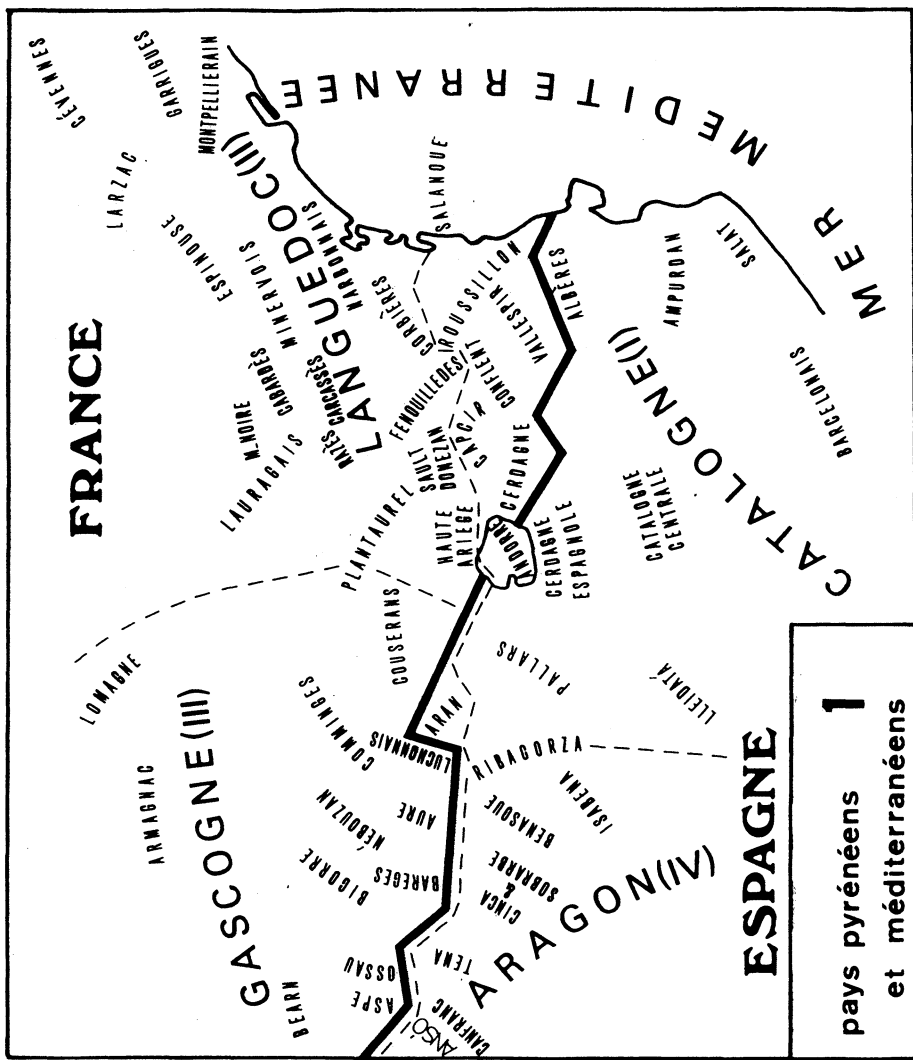 FRANCE
CÉVENNES
GARRIGUES
MONTPELLIERAIN
LARZAC
ESPINOUSE
MINERVOIS
CABARDÈS
M. NOIRE
LAURAGAIS
LANGUEDOC (II)
NARBONNAIS
CARCASSÈS
RAZÈS
CORBIÈRES
SALANQUE
FENOUILLEDES
ROUSSILLON
SAULT
DONEZAN
CAPCIR
CONFLENT
VALLESPIR
ALBÈRES
CERDAGNE
PLANTAUREL
HAUTE
ARIÈGE
ANDORRE
MER MEDITERRANEE
LOMAGNE
GASCOGNE (III)
ARMAGNAC
COUSERANS
COMMINGES
LUCHONNAIS
ARAN
NÉBOUZAN
AURE
BIGORRE
BARÈGES
BEARN
OSSAU
ASPE
ESPAGNE
CERDAGNE
ESPAGNOLE
CATALOGNE (I)
CATALOGNE
CENTRALE
AMPURDAN
SALAT
BARCELONAIS
PALLARS
LLEIDATÁ
RIBAGORZA
ISABENA
BENASQUE
SOBRARBE
&
CINCA
ARAGON (IV)
TENA
CANFRANC
ANSÓ
pays pyrénéens 1
et méditerranéens